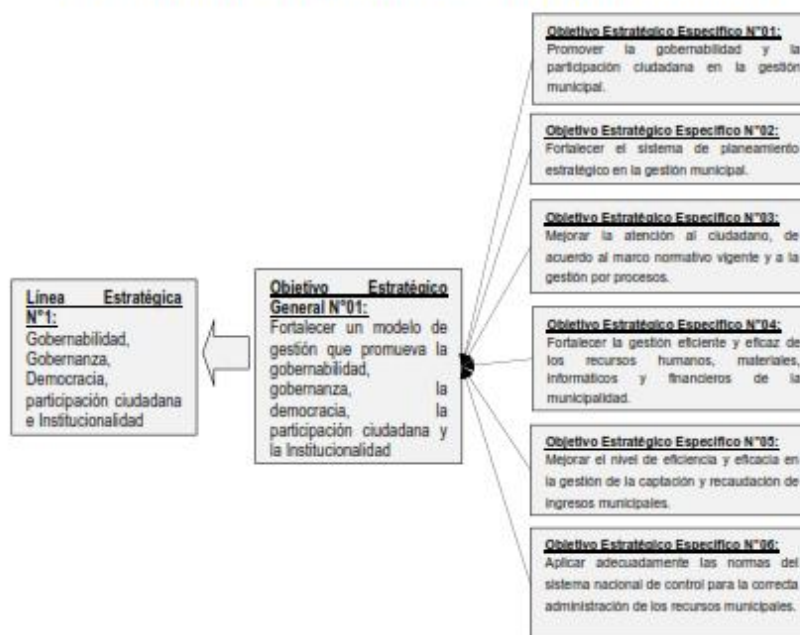 Línea Estratégica
N°1:
Gobernabilidad,
Gobernanza,
Democracia,
participación ciudadana
e Institucionalidad
Objetivo Estratégico
General N°01:
Fortalecer un modelo de
gestión que promueva la
gobernabilidad,
gobernanza, la
democracia, la
participación ciudadana y
la Institucionalidad
Objetivo Estratégico Especifico N°01:
Promover la gobernabilidad y la
participación ciudadana en la gestión
municipal.
Objetivo Estratégico Especifico N°02:
Fortalecer el sistema de planeamiento
estratégico en la gestión municipal.
Objetivo Estratégico Especifico N°03:
Mejorar la atención al ciudadano, de
acuerdo al marco normativo vigente y a la
gestión por procesos.
Objetivo Estratégico Especifico N°04:
Fortalecer la gestión eficiente y eficaz de
los recursos humanos, materiales,
informáticos y financieros de la
municipalidad.
Objetivo Estratégico Especifico N°05:
Mejorar el nivel de eficiencia y eficacia en
la gestión de la captación y recaudación de
ingresos municipales.
Objetivo Estratégico Especifico N°06:
Aplicar adecuadamente las normas del
sistema nacional de control para la correcta
administración de los recursos municipales.